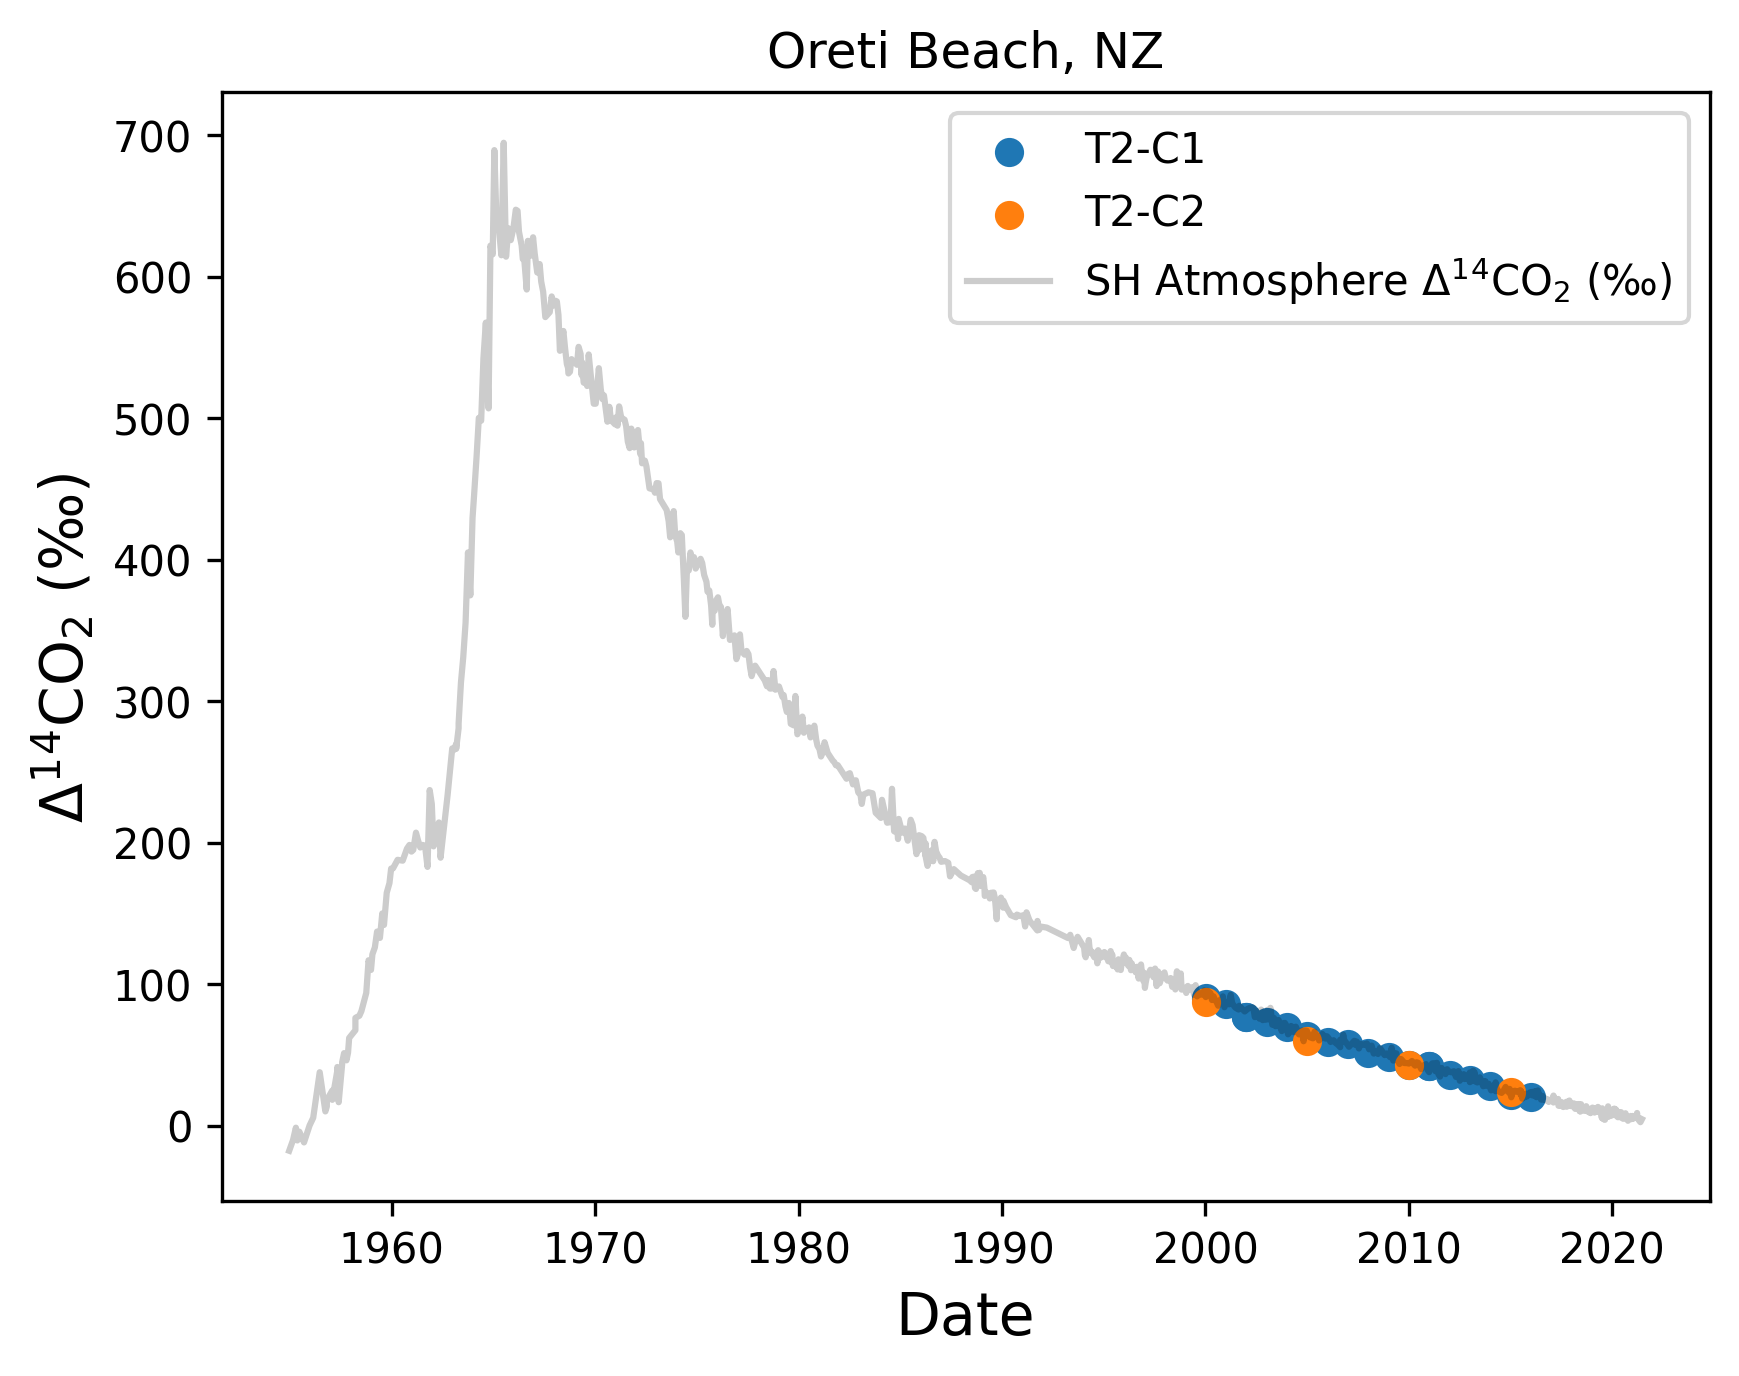 Oreti Beach, NZ
T2-C1
T2-C2
SH Atmosphere Δ¹⁴CO₂ (‰)
Δ¹⁴CO₂ (‰)
700
600
500
400
300
200
100
0
1960 1970 1980 1990 2000 2010 2020
Date